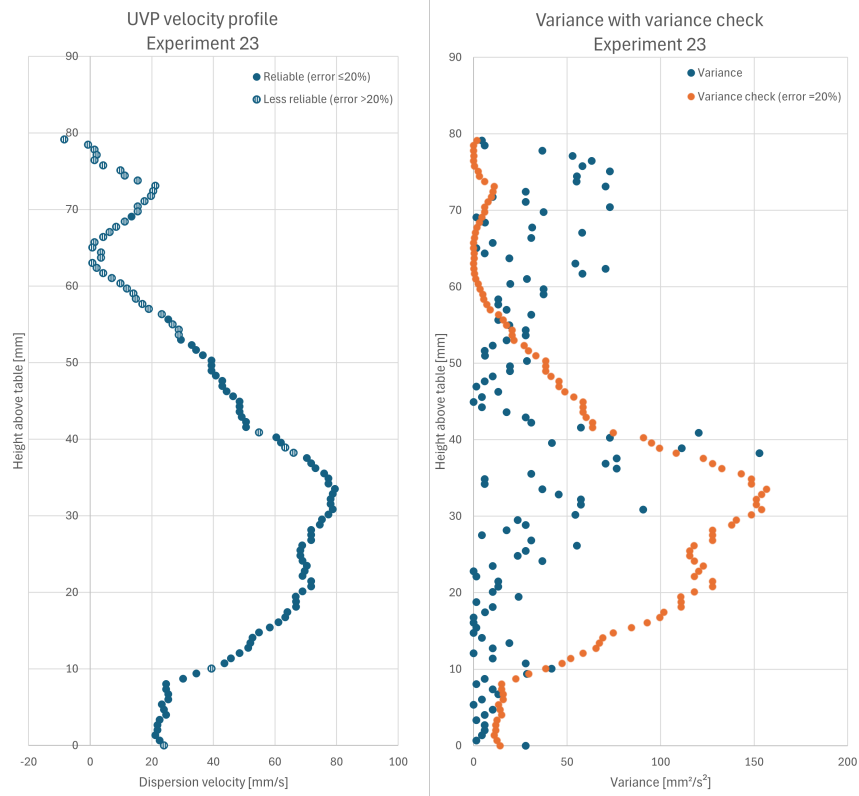 UVP velocity profile
Experiment 23
90
80
70
60
50
40
30
20
10
0
-20
0
20
40
60
80
100
Height above table [mm]
Dispersion velocity [mm/s]
Reliable (error ≤20%)
Less reliable (error >20%)
Variance with variance check
Experiment 23
90
80
70
60
50
40
30
20
10
0
0
50
100
150
200
Height above table [mm]
Variance [mm²/s²]
Variance
Variance check (error =20%)